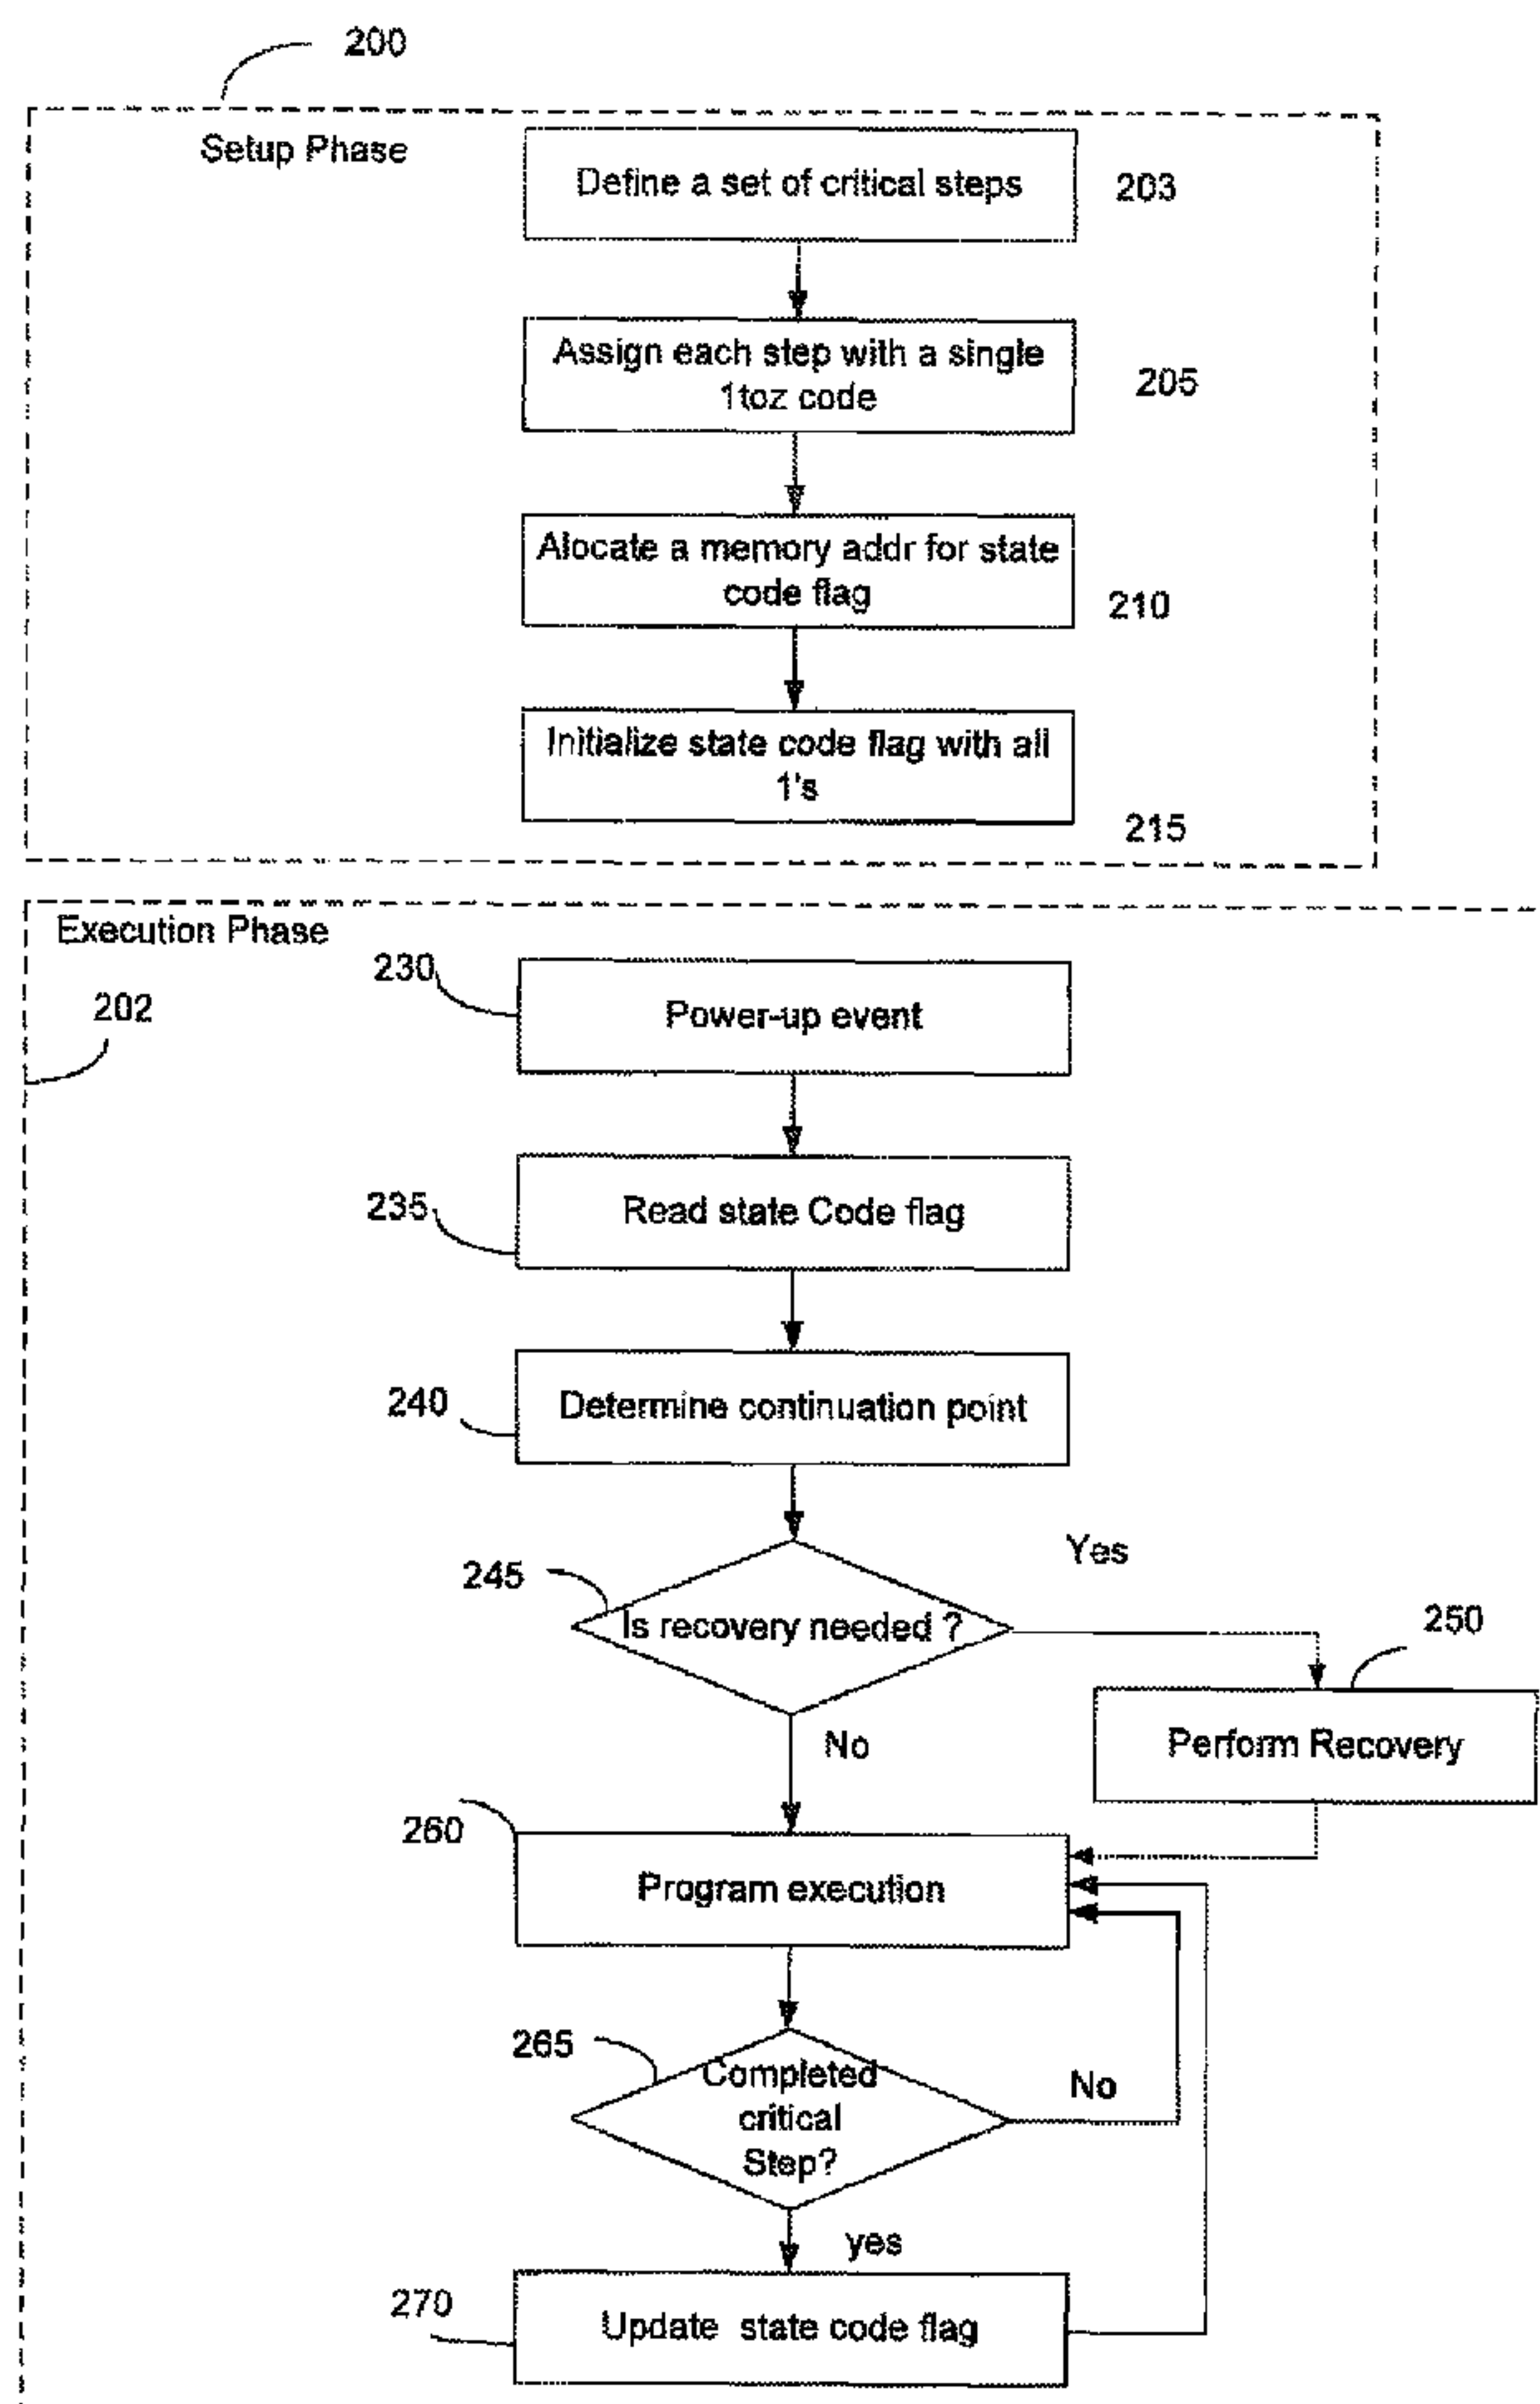 200
Setup Phase
Define a set of critical steps
203
Assign each step with a single
1toz code
205
Alocate a memory addr for state
code flag
210
Initialize state code flag with all
1's
215
Execution Phase
202
230
Power-up event
235
Read state Code flag
240
Determine continuation point
245
Is recovery needed ?
Yes
250
Perform Recovery
No
260
Program execution
265
Completed
critical
Step?
No
yes
270
Update state code flag